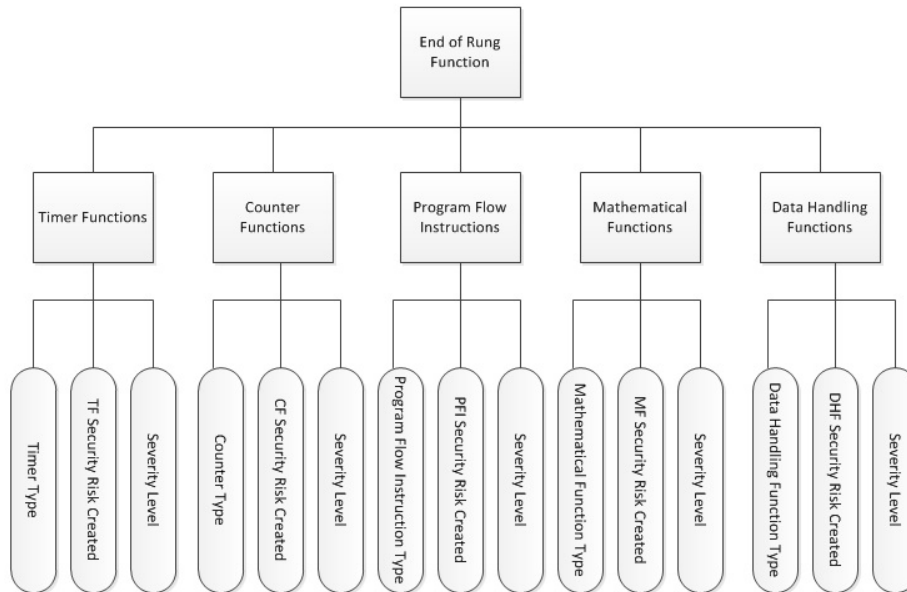 End of Rung
Function
Timer Functions
Counter
Functions
Program Flow
Instructions
Mathematical
Functions
Data Handling
Functions
Timer Type
TF Security Risk Created
Severity Level
Counter Type
CF Security Risk Created
Severity Level
Program Flow Instruction Type
PFI Security Risk Created
Severity Level
Mathematical Function Type
MF Security Risk Created
Severity Level
Data Handling Function Type
DHF Security Risk Created
Severity Level